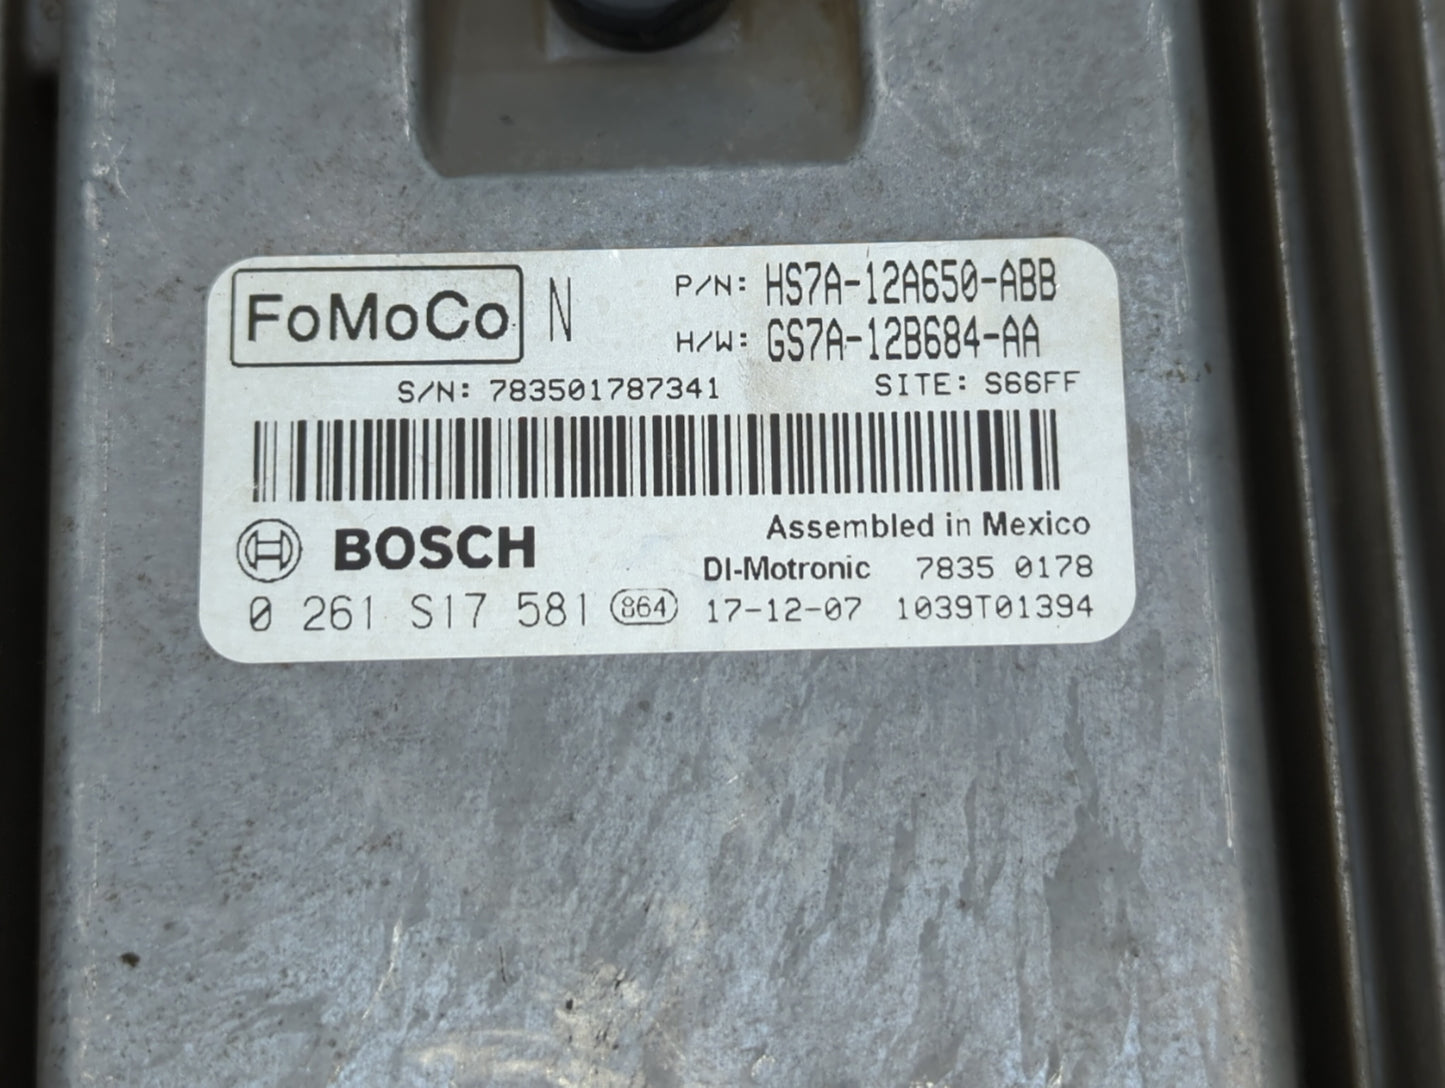 FoMoCo N P/N: HS7A-12A650-ABB
H/W: GS7A-12B684-AA
S/N: 783501787341 SITE: S66FF
BOSCH Assembled in Mexico
DI-Motronic 7835 0178
0 261 S17 581 864 17-12-07 1039T01394